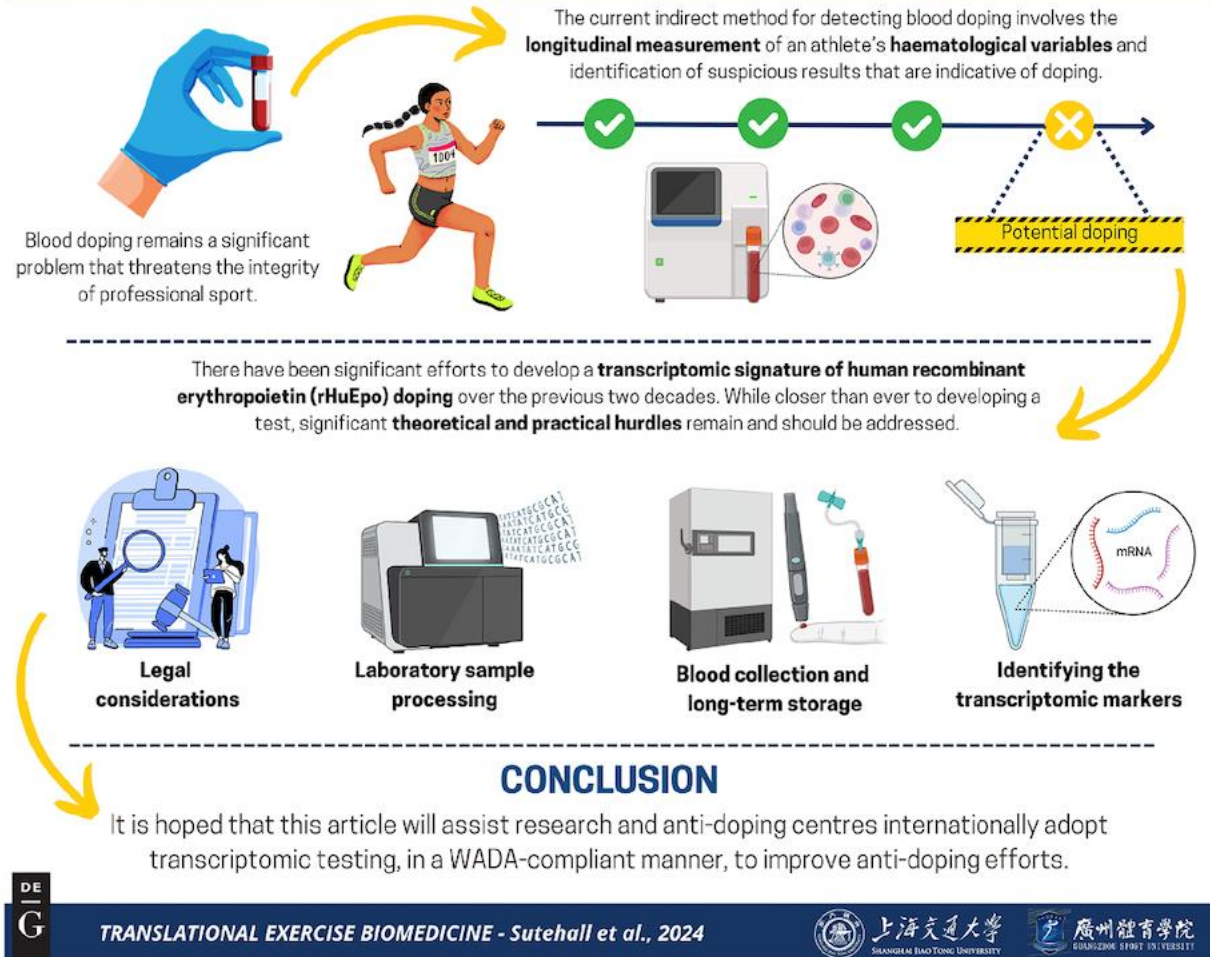 The current indirect method for detecting blood doping involves the
longitudinal measurement of an athlete's haematological variables and
identification of suspicious results that are indicative of doping.
1004
Blood doping remains a significant
problem that threatens the integrity
of professional sport.
Potential doping
There have been significant efforts to develop a transcriptomic signature of human recombinant
erythropoietin (rHuEpo) doping over the previous two decades. While closer than ever to developing a
test, significant theoretical and practical hurdles remain and should be addressed.
mRNA
Legal
considerations
Laboratory sample
processing
Blood collection and
long-term storage
Identifying the
transcriptomic markers
CONCLUSION
It is hoped that this article will assist research and anti-doping centres internationally adopt
transcriptomic testing, in a WADA-compliant manner, to improve anti-doping efforts.
DE
G
TRANSLATIONAL EXERCISE BIOMEDICINE - Sutehall et al., 2024
上海交通大学
SHANGHAI JIAO TONG UNIVERSITY
廣州體育學院
GUANGZHOU SPORT UNIVERSITY